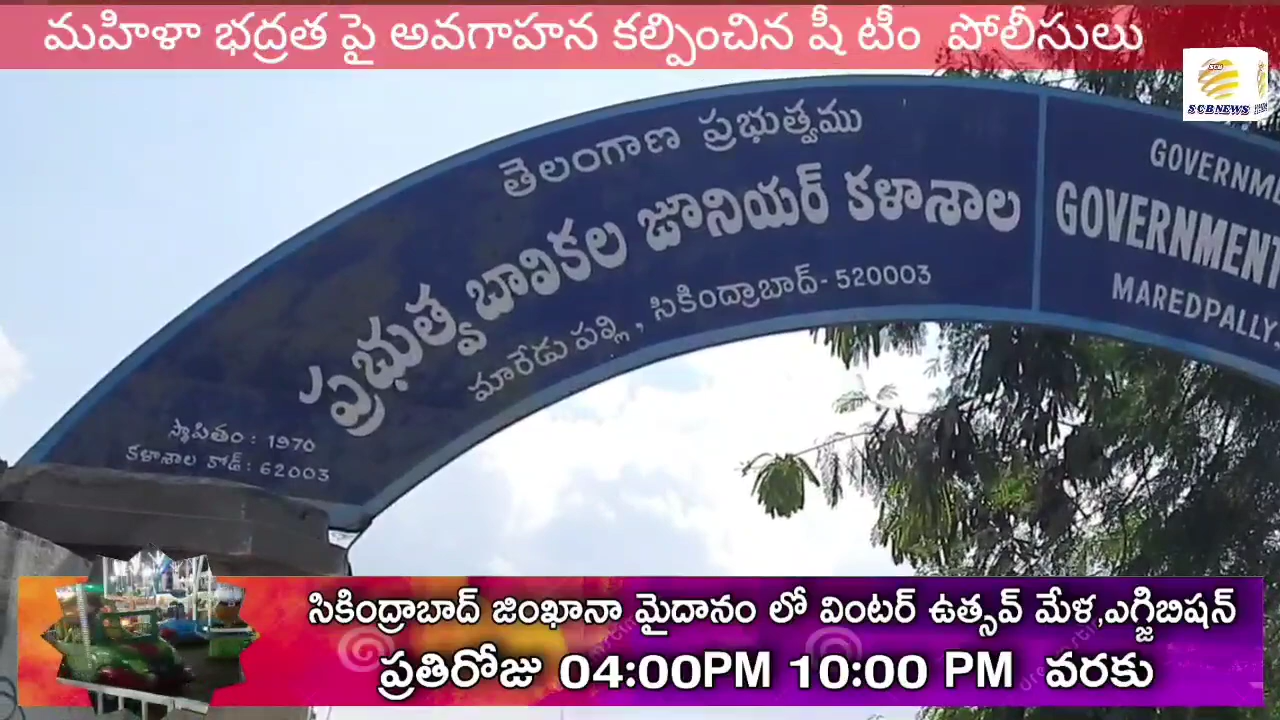 మహిళా భద్రత పై అవగాహన కల్పించిన షీ టీం పోలీసులు
SCB
SCBNEWS
తెలంగాణ ప్రభుత్వము
ప్రభుత్వ బాలికల జూనియర్ కళాశాల
మారేడుపల్లి, సికింద్రాబాద్- 520003
స్థాపితం : 1970
కళాశాల కోడ్ : 62003
GOVERNME
GOVERNMENT
MAREDPALLY,
సికింద్రాబాద్ జింఖానా మైదానం లో వింటర్ ఉత్సవ్ మేళ,ఎగ్జిబిషన్
ప్రతిరోజు 04:00PM 10:00 PM వరకు